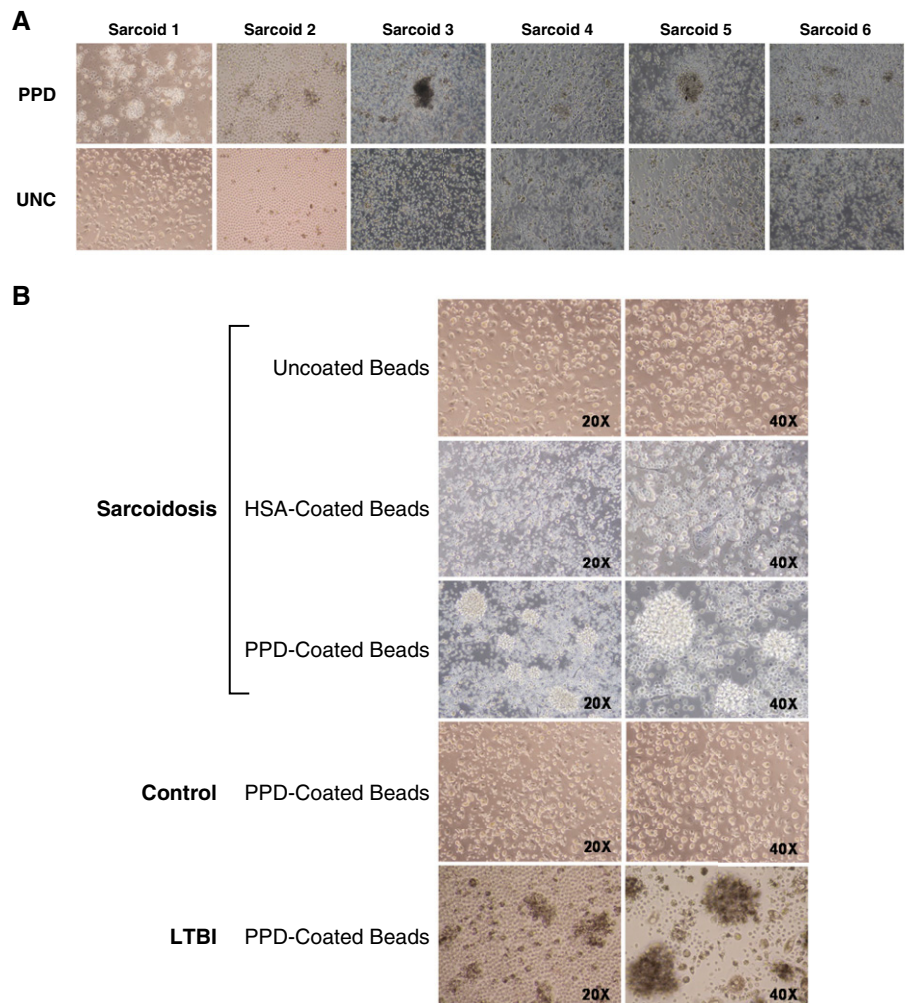 A
Sarcoid 1 Sarcoid 2 Sarcoid 3 Sarcoid 4 Sarcoid 5 Sarcoid 6
PPD
UNC
B
Uncoated Beads 20X 40X
Sarcoidosis HSA-Coated Beads 20X 40X
PPD-Coated Beads 20X 40X
Control PPD-Coated Beads 20X 40X
LTBI PPD-Coated Beads 20X 40X